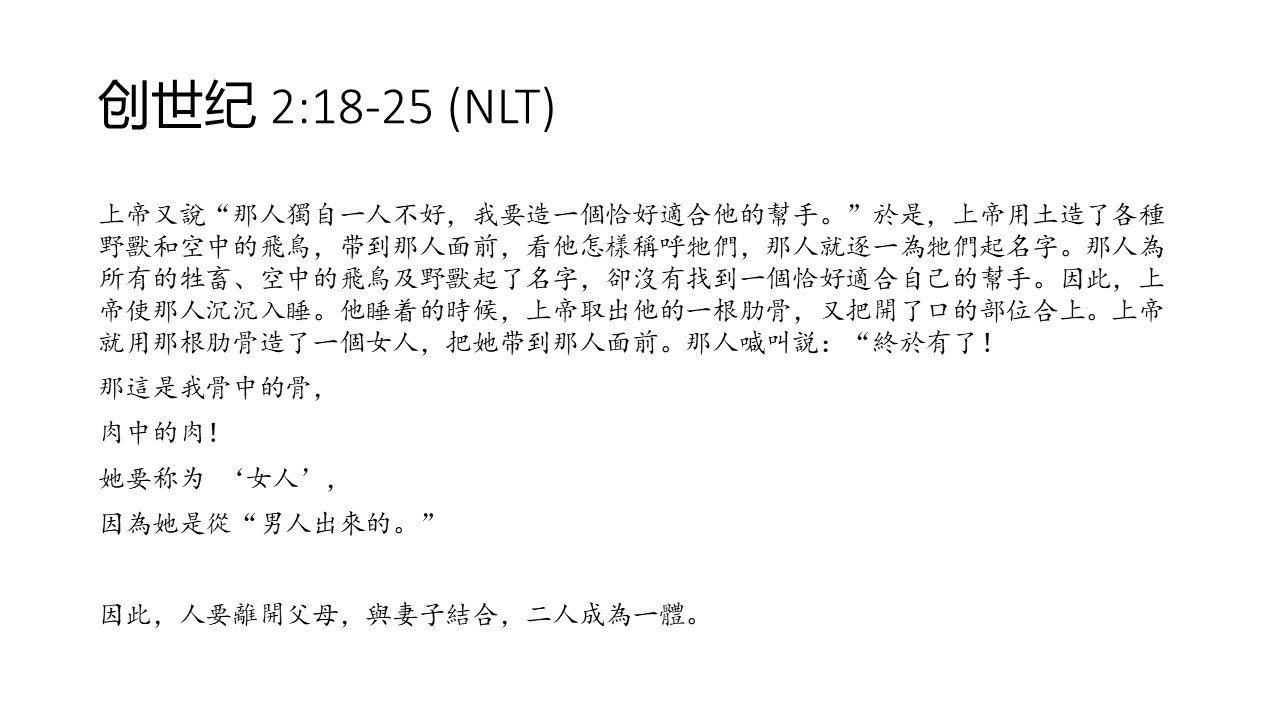 创世纪 2:18-25 (NLT)
上帝又說“那人獨自一人不好，我要造一個恰好適合他的幫手。”於是，上帝用土造了各種
野獸和空中的飛鳥，带到那人面前，看他怎樣稱呼牠們，那人就逐一為牠們起名字。那人為
所有的牲畜、空中的飛鳥及野獸起了名字，卻沒有找到一個恰好適合自己的幫手。因此，上
帝使那人沉沉入睡。他睡着的時候，上帝取出他的一根肋骨，又把開了口的部位合上。上帝
就用那根肋骨造了一個女人，把她带到那人面前。那人喊叫説：“終於有了！
那這是我骨中的骨，
肉中的肉！
她要称为 ‘女人’，
因為她是從“男人出來的。”
因此，人要離開父母，與妻子結合，二人成為一體。